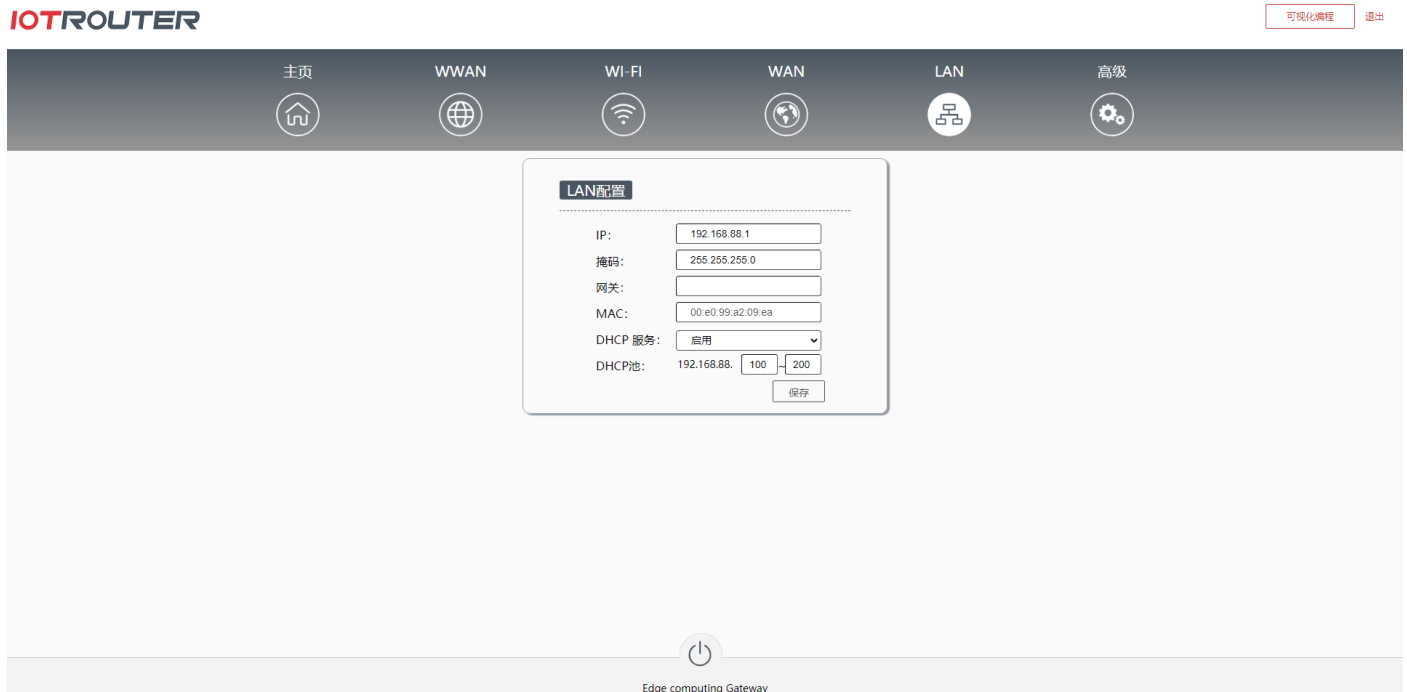 IOTROUTER
可视化编程 退出
主页 WWAN WI-FI WAN LAN 高级
LAN配置
IP: 192.168.88.1
掩码: 255.255.255.0
网关:
MAC: 00:e0:99:a2:09:ea
DHCP 服务: 启用
DHCP池: 192.168.88. 100 ~ 200
保存
Edge computing Gateway